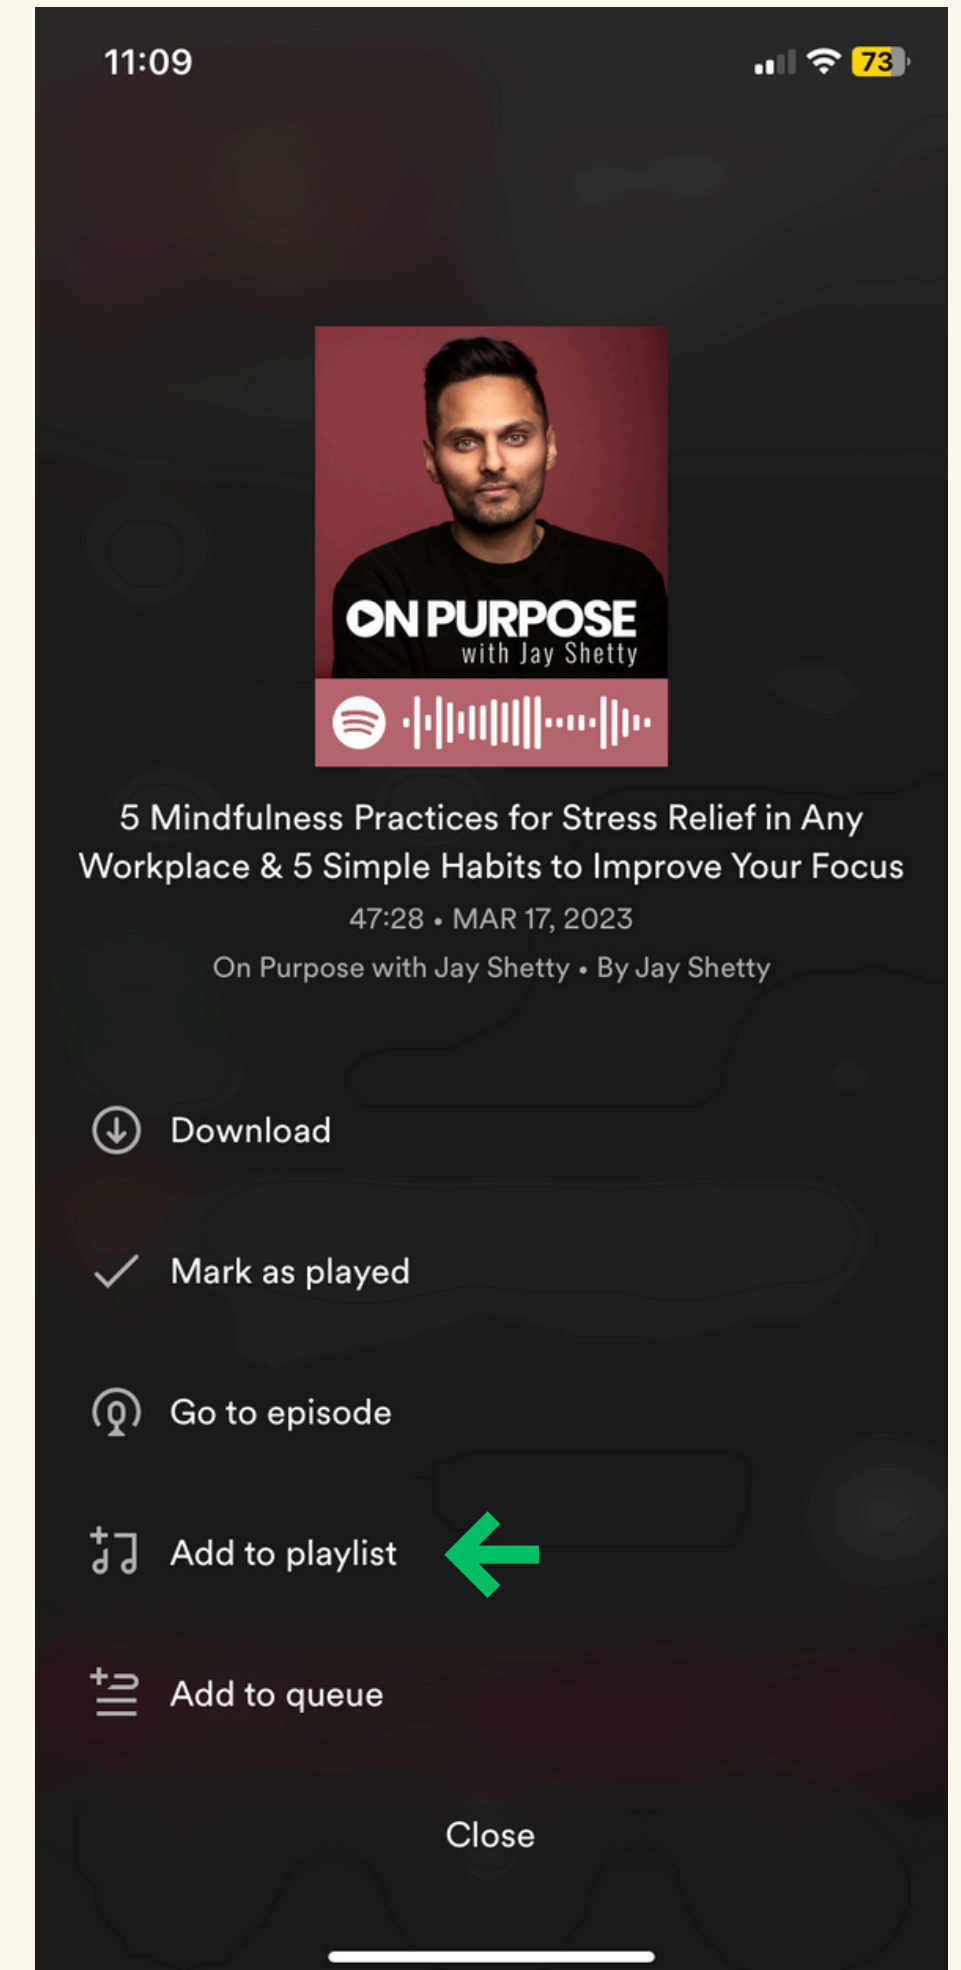 11:09
73
ON PURPOSE
with Jay Shetty
5 Mindfulness Practices for Stress Relief in Any
Workplace & 5 Simple Habits to Improve Your Focus
47:28 • MAR 17, 2023
On Purpose with Jay Shetty • By Jay Shetty
Download
Mark as played
Go to episode
Add to playlist
Add to queue
Close